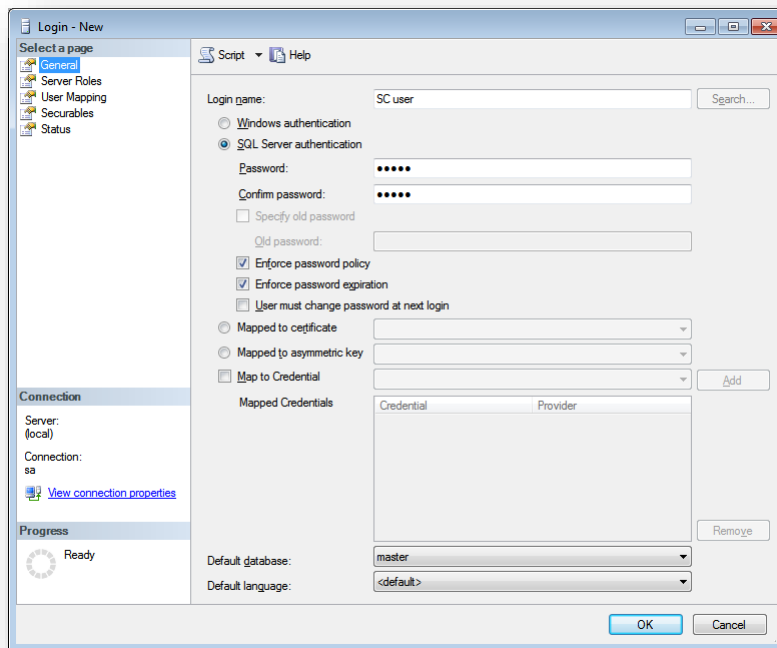 Login - New
Select a page
General
Server Roles
User Mapping
Securables
Status
Script Help
Login name: SC user Search...
Windows authentication
SQL Server authentication
Password: •••••
Confirm password: •••••
Specify old password
Old password:
Enforce password policy
Enforce password expiration
User must change password at next login
Mapped to certificate
Mapped to asymmetric key
Map to Credential Add
Mapped Credentials Credential Provider
Remove
Default database: master
Default language: <default>
Connection
Server:
(local)
Connection:
sa
View connection properties
Progress
Ready
OK Cancel